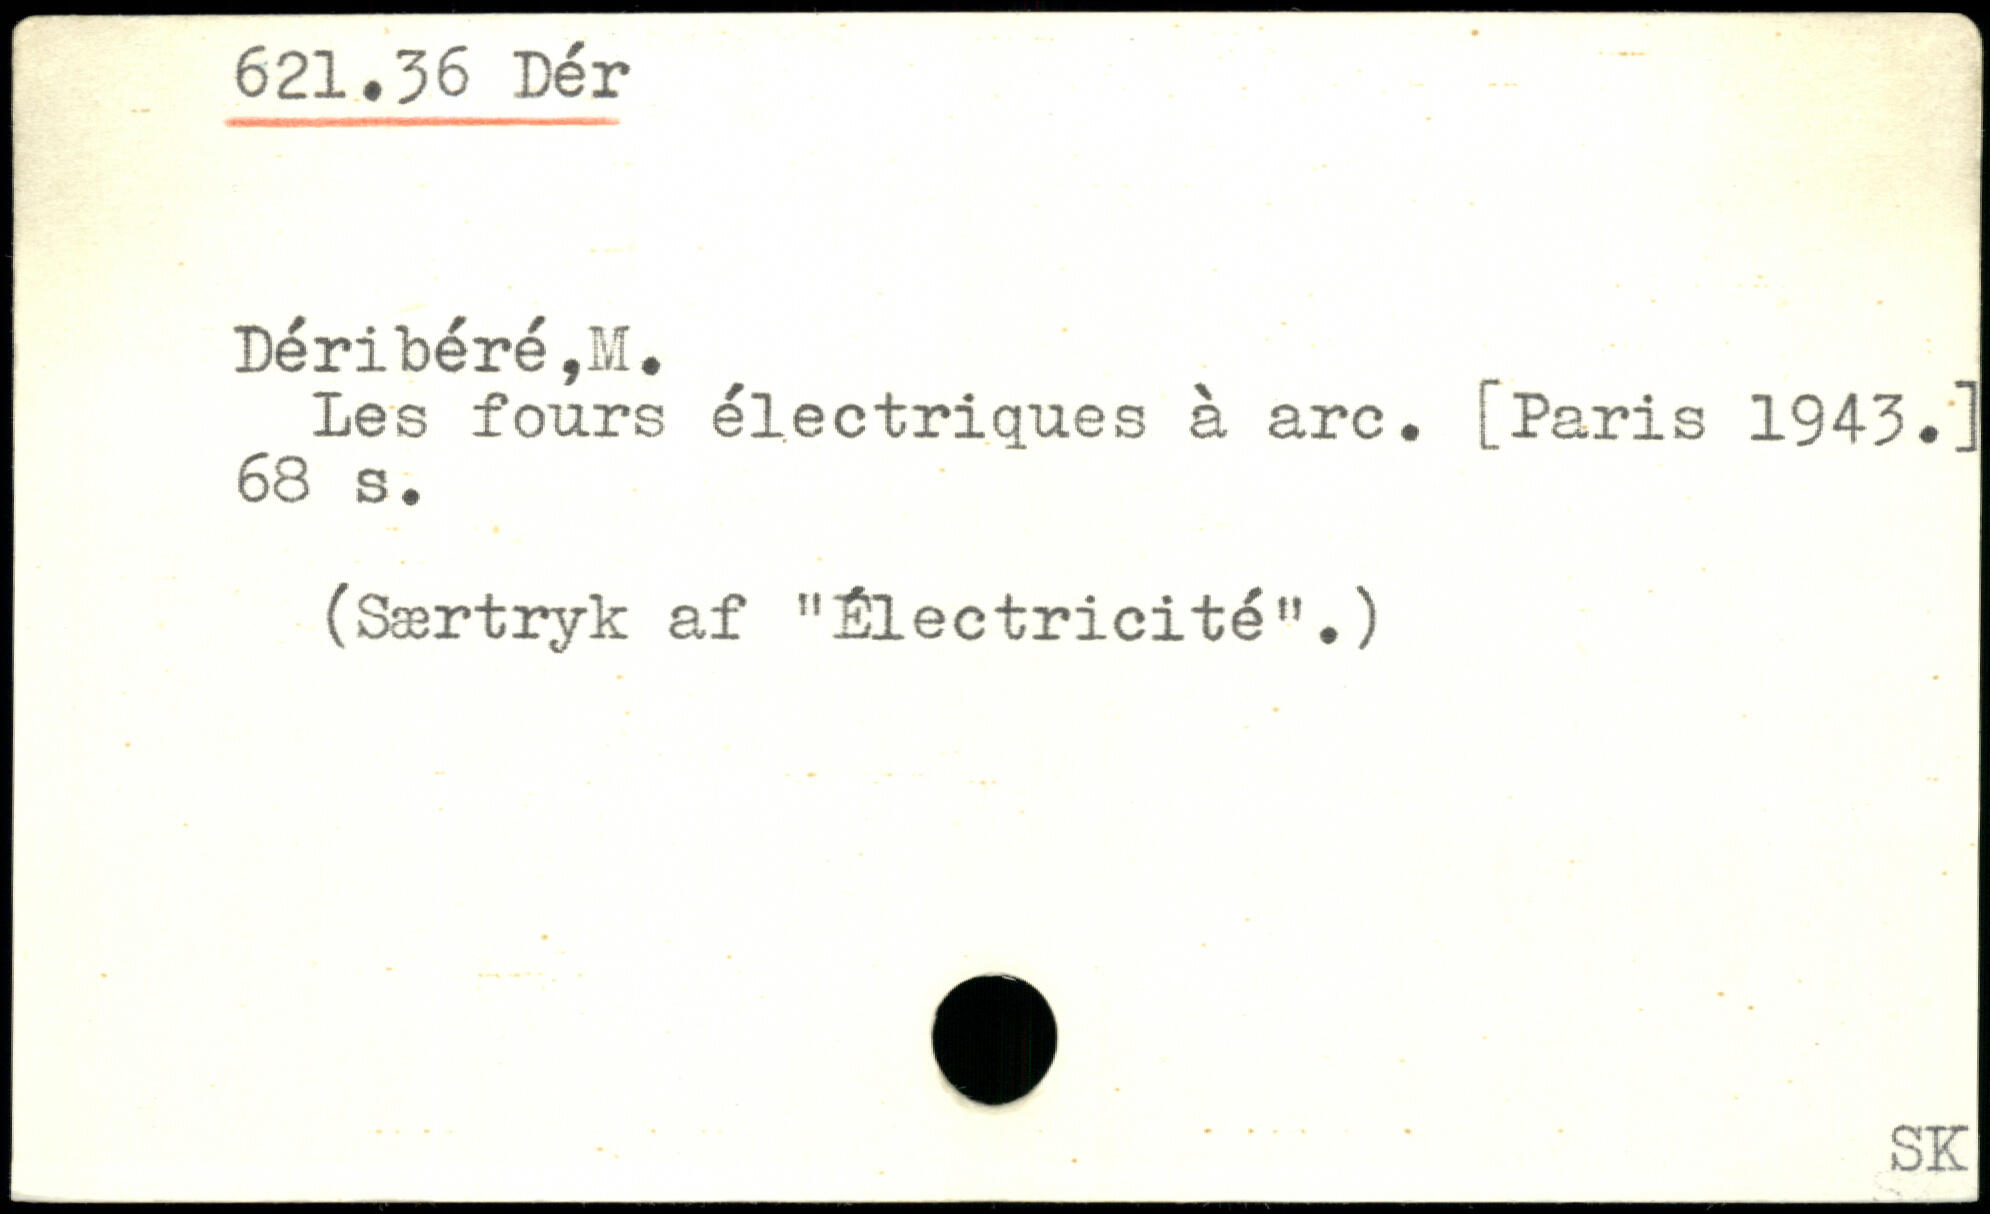 621.36 Dér
Déribéré,M.
Les fours électriques à arc. [Paris 1943.]
68 s.
(Særtryk af "Électricité".)
SK